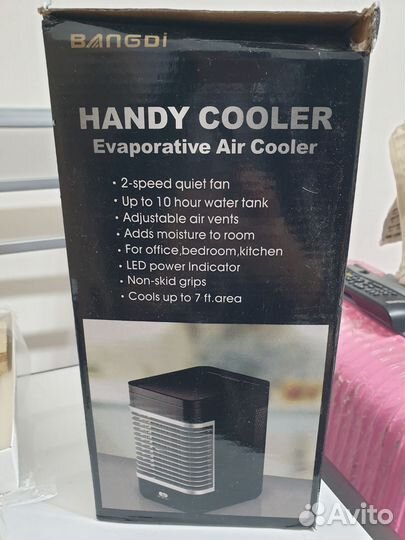 BANGDi
HANDY COOLER
Evaporative Air Cooler
• 2-speed quiet fan
• Up to 10 hour water tank
• Adjustable air vents
• Adds moisture to room
• For office,bedroom,kitchen
• LED power Indicator
• Non-skid grips
• Cools up to 7 ft.area
Avito